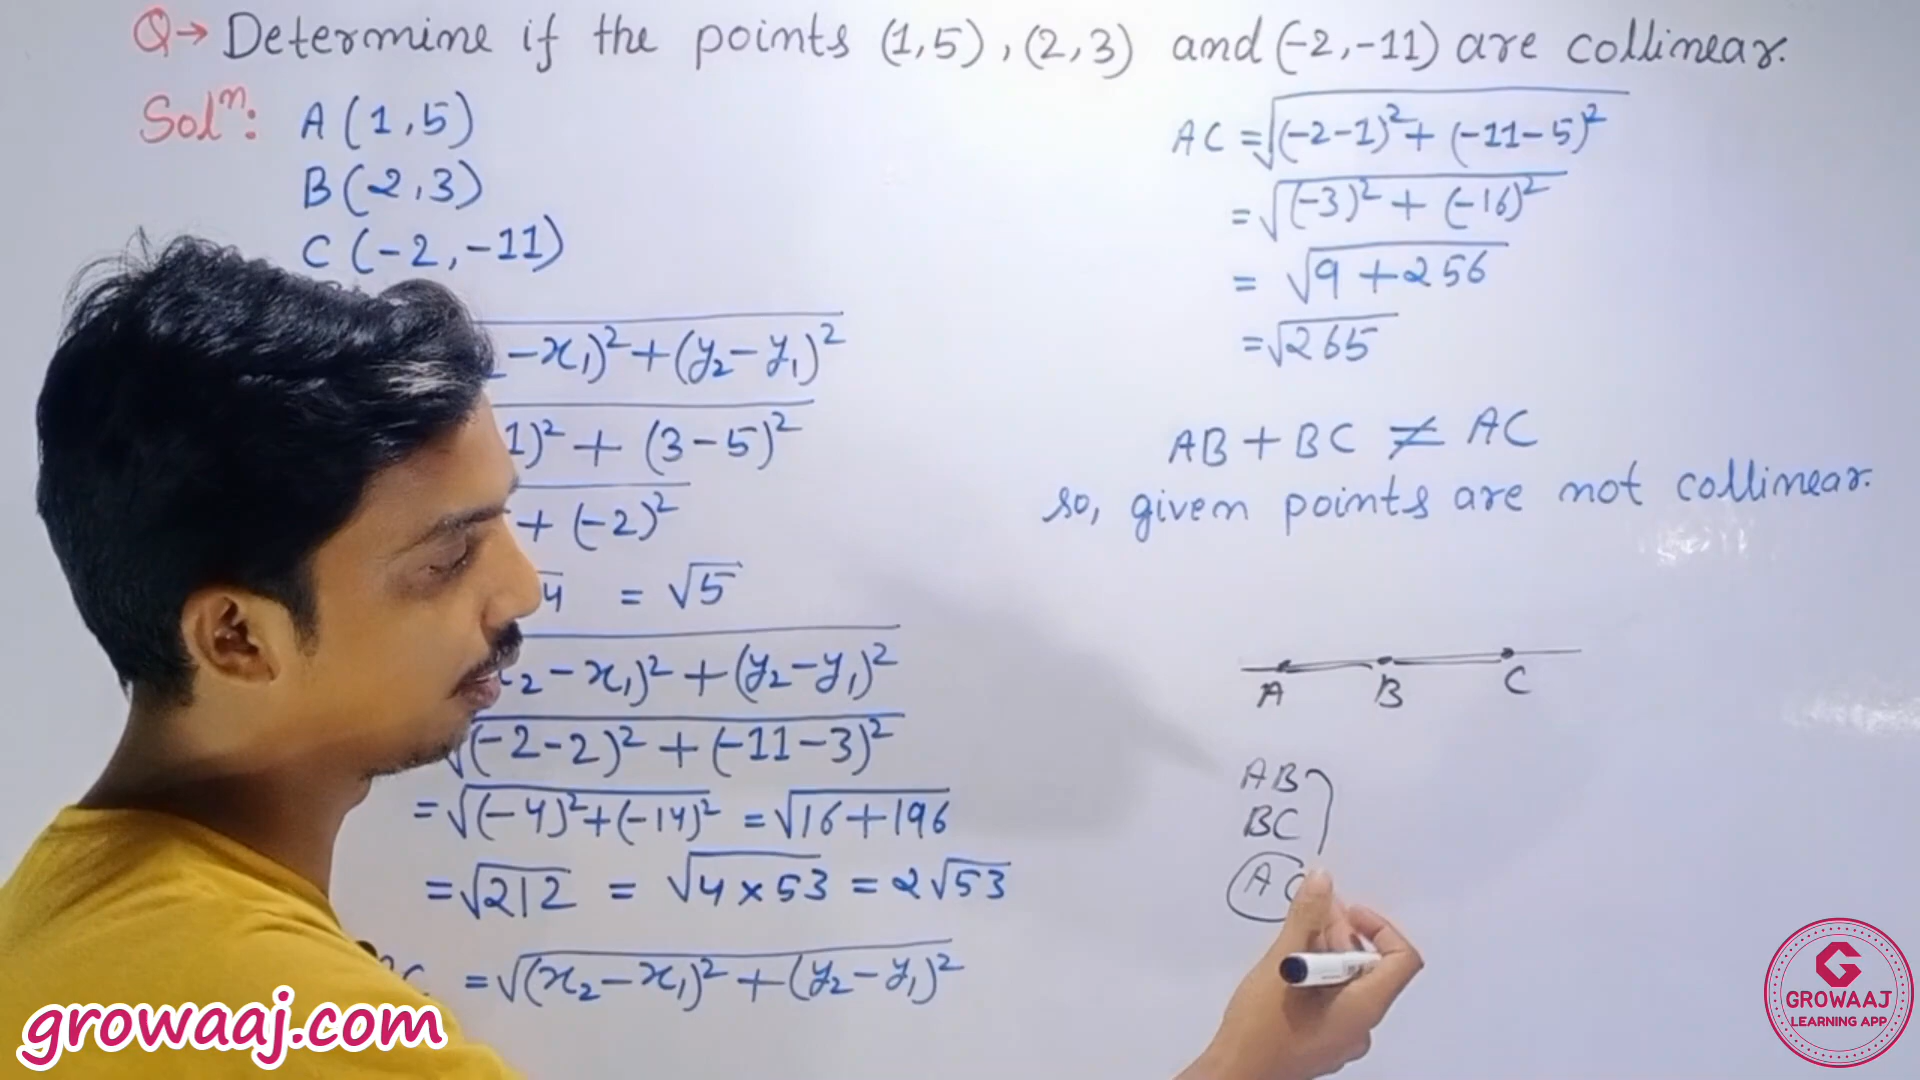 Q→ Determine if the points (1,5), (2,3) and (-2,-11) are collinear.
Solⁿ: A (1,5)
B (2,3)
C (-2,-11)
-x₁)²+(y₂-y₁)²
1)² + (3-5)²
+ (-2)²
4 = √5
₂-x₁)²+(y₂-y₁)²
√(-2-2)² + (-11-3)²
= √(-4)²+(-14)² = √16+196
= √212 = √4×53 = 2√53
C = √(x₂-x₁)²+(y₂-y₁)²
AC = √(-2-1)² + (-11-5)²
= √(-3)² + (-16)²
= √9+256
= √265
AB + BC ≠ AC
so, given points are not collinear.
A B C
AB
BC
AC
growaaj.com
G
GROWAAJ
LEARNING APP